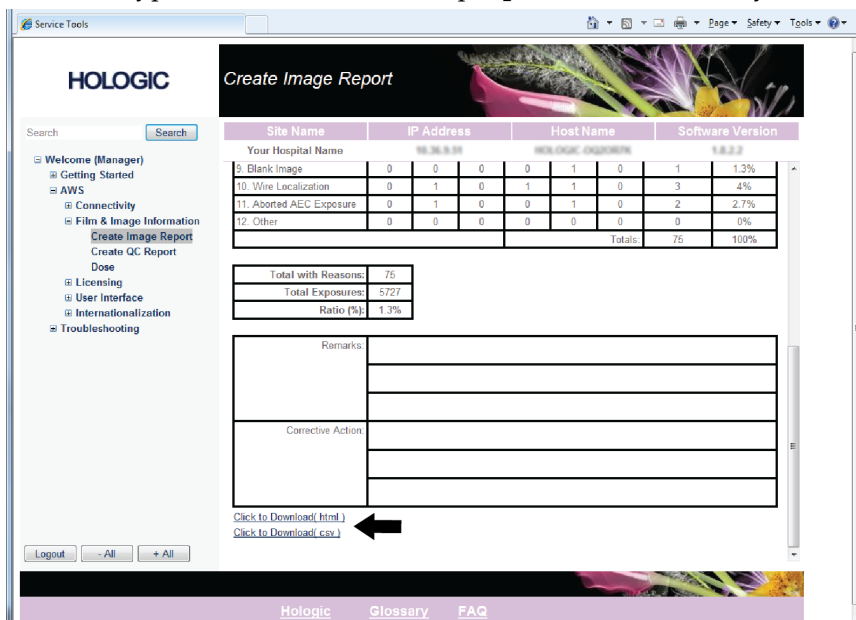 Service Tools
Page Safety Tools
HOLOGIC
Create Image Report
Search Search
Welcome (Manager)
Getting Started
AWS
Connectivity
Film & Image Information
Create Image Report
Create QC Report
Dose
Licensing
User Interface
Internationalization
Troubleshooting
Logout - All + All
Site Name IP Address Host Name Software Version
Your Hospital Name
9. Blank Image 0 0 0 0 1 0 1 1.3%
10. Wire Localization 0 1 0 1 1 0 3 4%
11. Aborted AEC Exposure 0 1 0 0 1 0 2 2.7%
12. Other 0 0 0 0 0 0 0 0%
Totals: 75 100%
Total with Reasons: 75
Total Exposures: 5727
Ratio (%): 1.3%
Remarks:
Corrective Action:
Click to Download( html )
Click to Download( csv )
Hologic Glossary FAQ